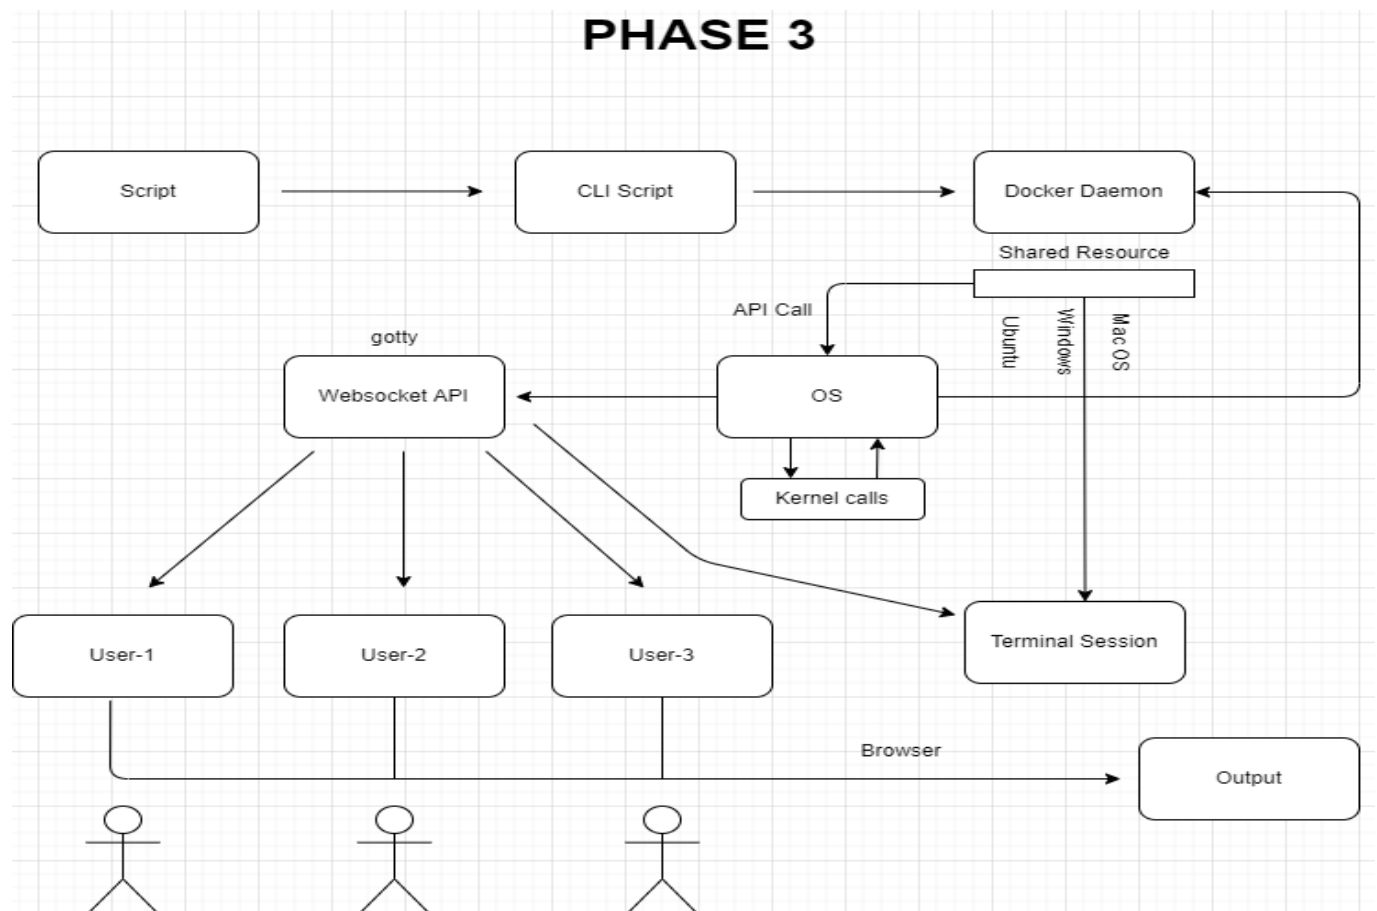 PHASE 3
Script
CLI Script
Docker Daemon
Shared Resource
API Call
Ubuntu
Windows
Mac OS
gotty
Websocket API
OS
Kernel calls
User-1
User-2
User-3
Terminal Session
Browser
Output